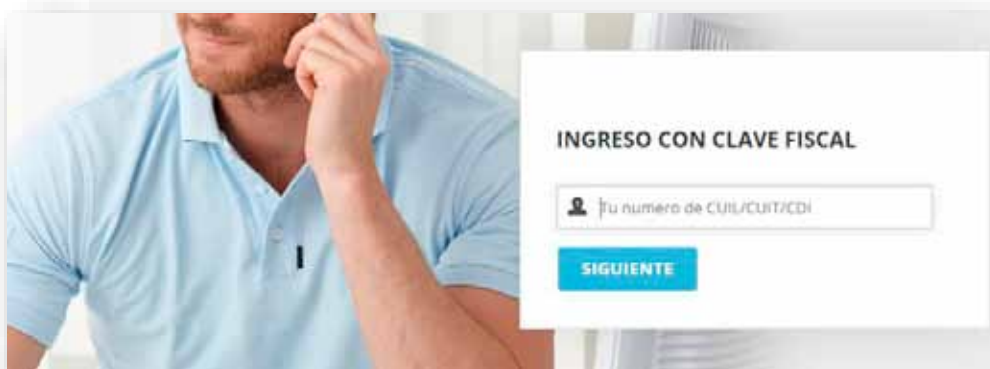 INGRESO CON CLAVE FISCAL
Tu numero de CUIL/CUIT/CDI
SIGUIENTE